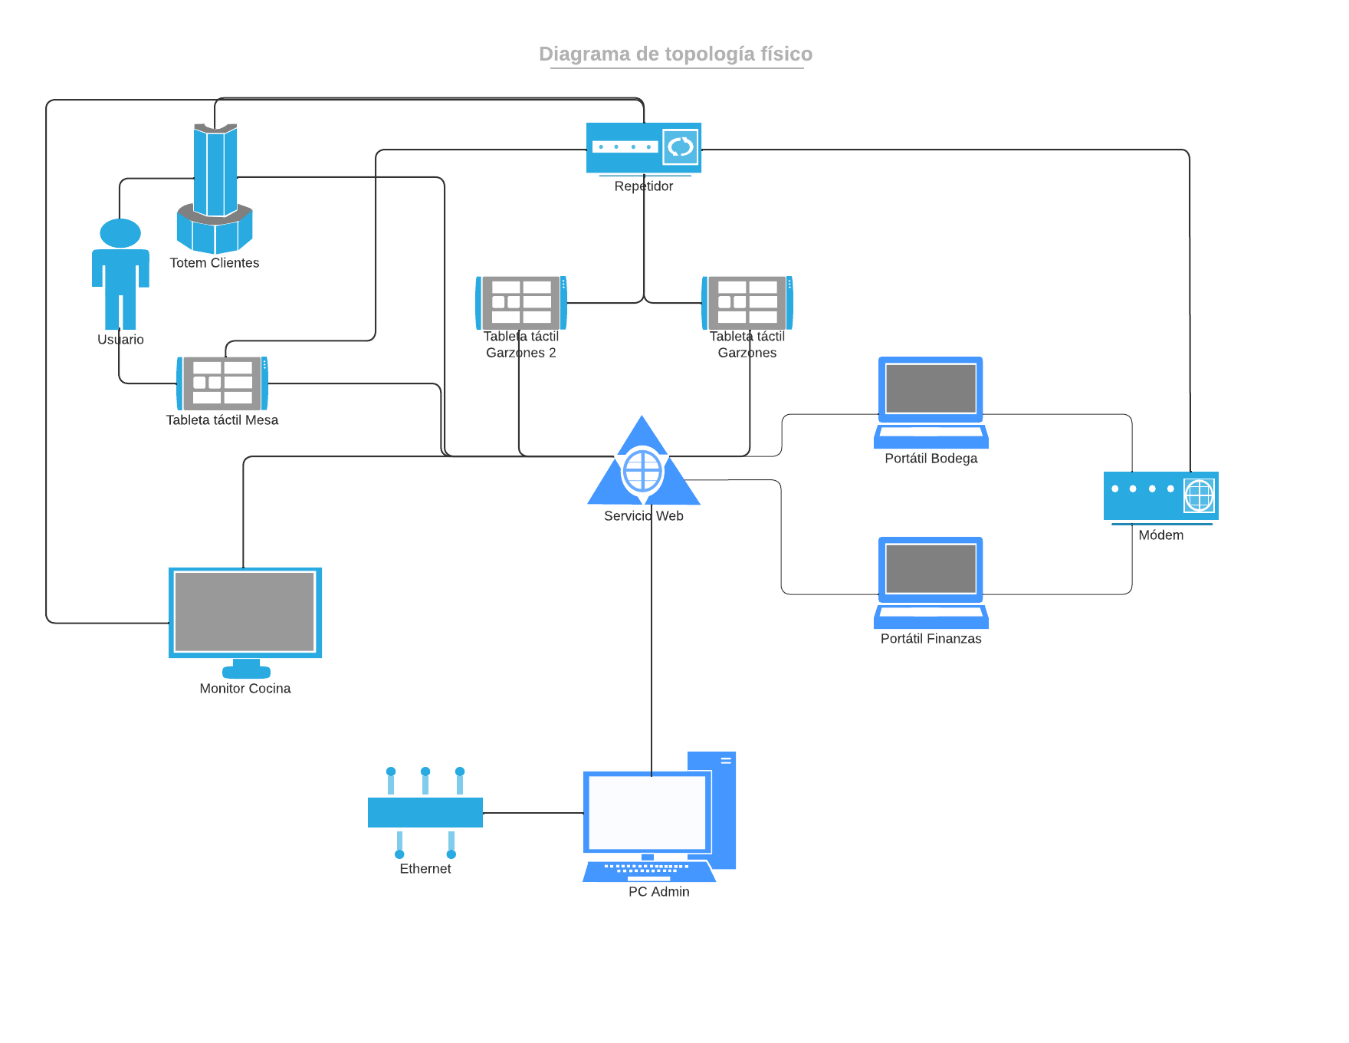 Diagrama de topología físico
Repetidor
Totem Clientes
Usuario
Tableta táctil
Garzones 2
Tableta táctil
Garzones
Tableta táctil Mesa
Portátil Bodega
Servicio Web
Módem
Portátil Finanzas
Monitor Cocina
Ethernet
PC Admin